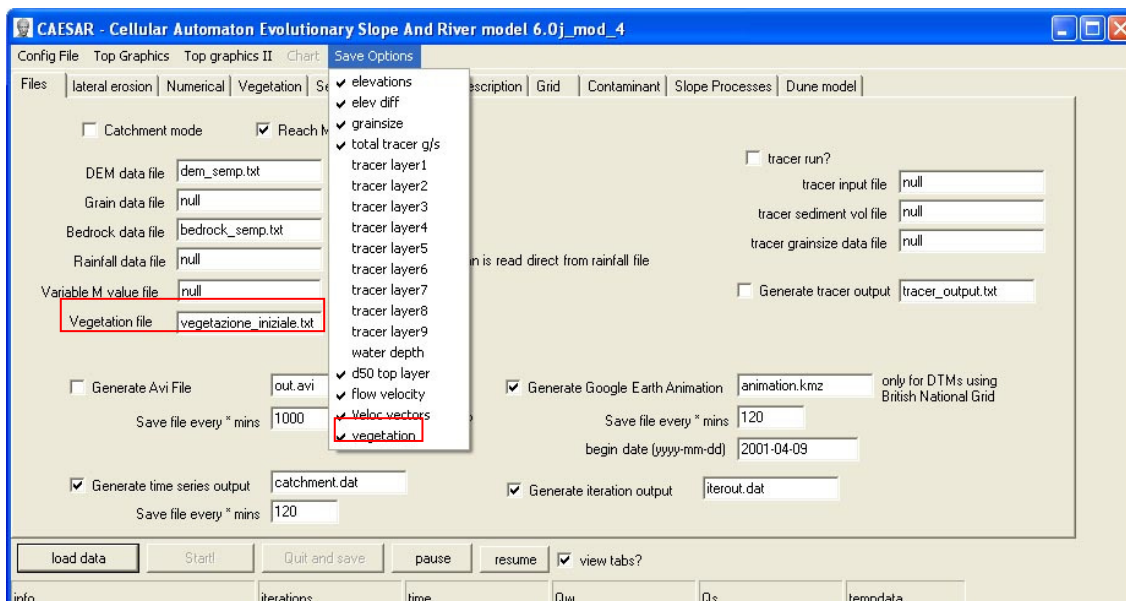 CAESAR - Cellular Automaton Evolutionary Slope And River model 6.0j_mod_4
Config File Top Graphics Top graphics II Chart Save Options
Files lateral erosion Numerical Vegetation Se escription Grid Contaminant Slope Processes Dune model
elevations
elev diff
grainsize
total tracer g/s
tracer layer1
tracer layer2
tracer layer3
tracer layer4
tracer layer5
tracer layer6
tracer layer7
tracer layer8
tracer layer9
water depth
d50 top layer
flow velocity
Veloc vectors
vegetation
Catchment mode Reach M
DEM data file dem_semp.txt
Grain data file null
Bedrock data file bedrock_semp.txt
Rainfall data file null
n is read direct from rainfall file
Variable M value file null
Vegetation file vegetazione_iniziale.txt
tracer run?
tracer input file null
tracer sediment vol file null
tracer grainsize data file null
Generate tracer output tracer_output.txt
Generate Avi File out.avi
Save file every * mins 1000
Generate Google Earth Animation animation.kmz
only for DTMs using
British National Grid
Save file every * mins 120
begin date (yyyy-mm-dd) 2001-04-09
Generate time series output catchment.dat
Save file every * mins 120
Generate iteration output iterout.dat
load data Start! Quit and save pause resume view tabs?
info iterations time Qw Qs tempdata